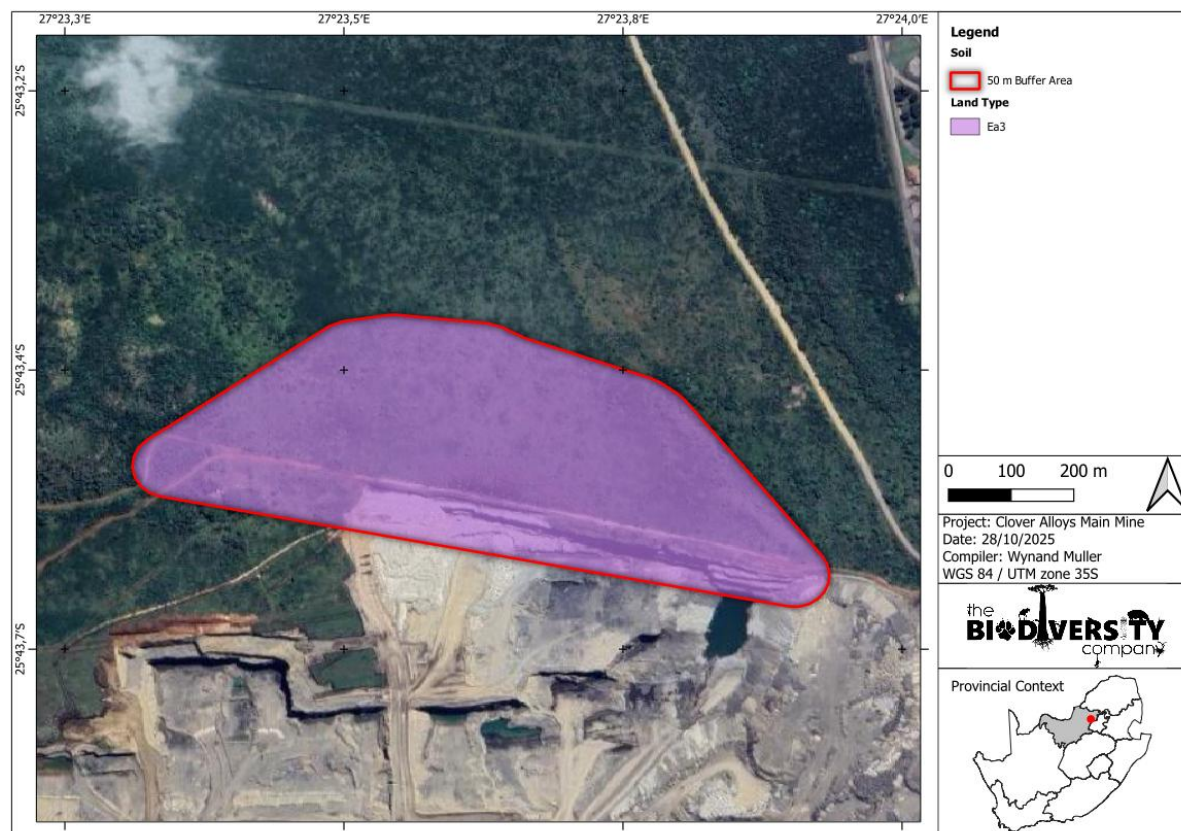 27°23,3'E
27°23,5'E
27°23,8'E
27°24,0'E
25°43,2'S
25°43,4'S
25°43,7'S
Legend
Soil
50 m Buffer Area
Land Type
Ea3
0 100 200 m
Project: Clover Alloys Main Mine
Date: 28/10/2025
Compiler: Wynand Muller
WGS 84 / UTM zone 35S
the
BIODIVERSITY
company
Provincial Context